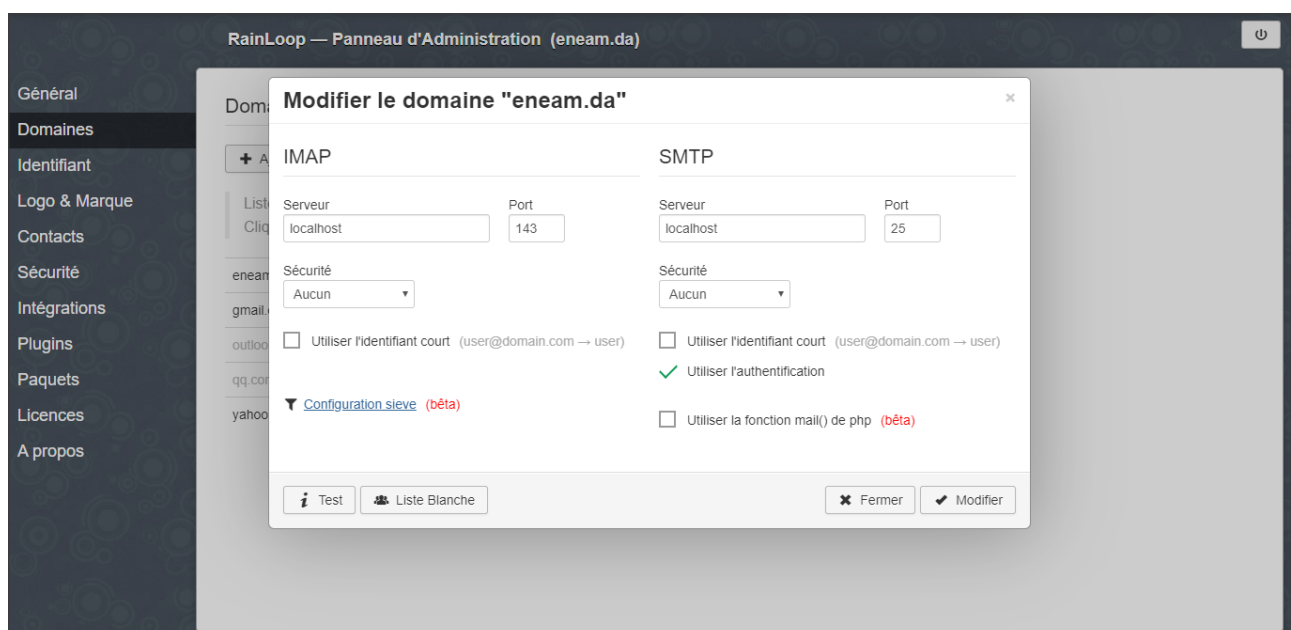 RainLoop — Panneau d'Administration (eneam.da)
Général
Domaines
Identifiant
Logo & Marque
Contacts
Sécurité
Intégrations
Plugins
Paquets
Licences
A propos
Modifier le domaine "eneam.da"
×
IMAP
Serveur Port
localhost 143
Sécurité
Aucun
Utiliser l'identifiant court (user@domain.com → user)
Configuration sieve (bêta)
SMTP
Serveur Port
localhost 25
Sécurité
Aucun
Utiliser l'identifiant court (user@domain.com → user)
Utiliser l'authentification
Utiliser la fonction mail() de php (bêta)
Test
Liste Blanche
Fermer
Modifier